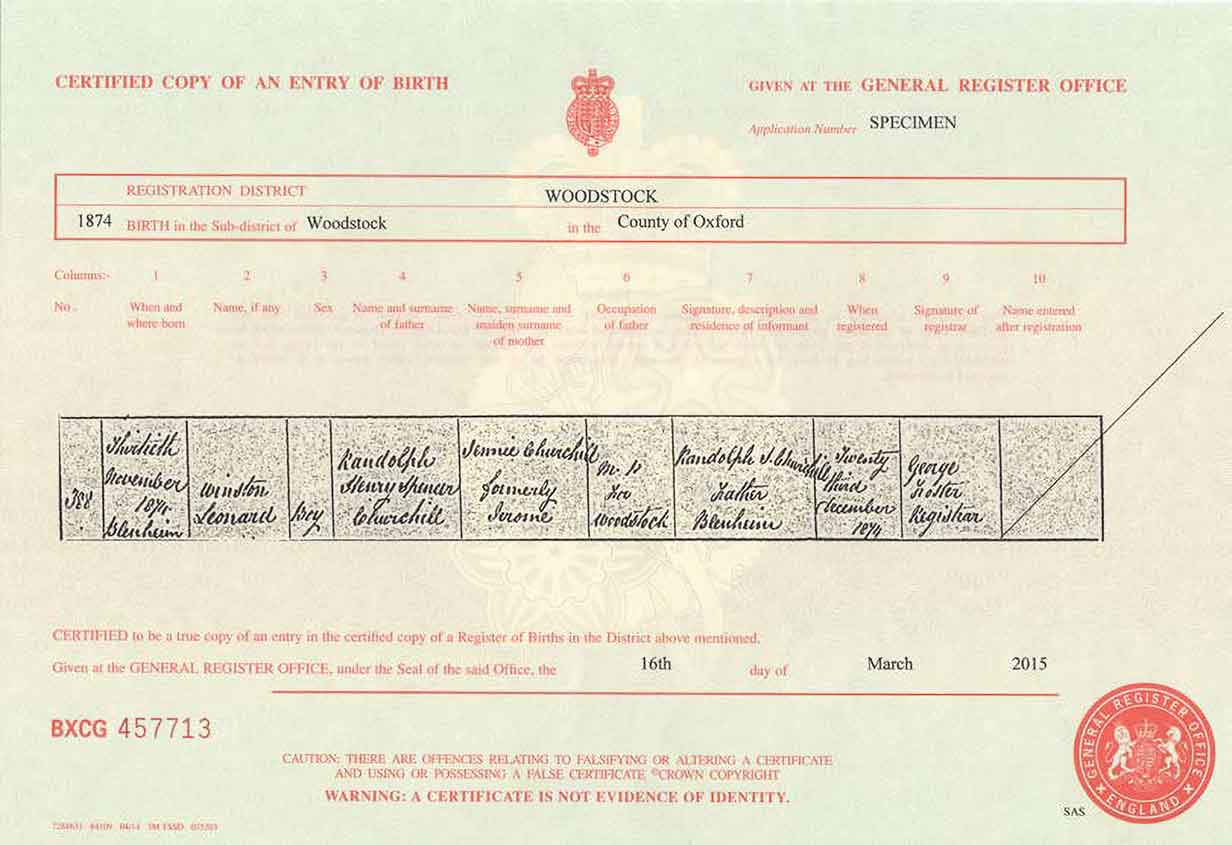 CERTIFIED COPY OF AN ENTRY OF BIRTH
GIVEN AT THE GENERAL REGISTER OFFICE
Application Number SPECIMEN
REGISTRATION DISTRICT WOODSTOCK
1874 BIRTH in the Sub-district of Woodstock in the County of Oxford
Columns:- 1 2 3 4 5 6 7 8 9 10
No. When and Name, if any Sex Name and surname Name, surname and Occupation Signature, description and When Signature of Name entered
where born of father maiden surname of father residence of informant registered registrar after registration
of mother
388
Thirtieth
November
1874
Blenheim
Winston
Leonard
Boy
Randolph
Henry Spencer
Churchill
Jennie Churchill
formerly
Jerome
M. P
for
Woodstock
Randolph S. Churchill
Father
Blenheim
Twenty
third
December
1874
George
Foster
Registrar
CERTIFIED to be a true copy of an entry in the certified copy of a Register of Births in the District above mentioned.
Given at the GENERAL REGISTER OFFICE, under the Seal of the said Office, the 16th day of March 2015
BXCG 457713
CAUTION: THERE ARE OFFENCES RELATING TO FALSIFYING OR ALTERING A CERTIFICATE
AND USING OR POSSESSING A FALSE CERTIFICATE ©CROWN COPYRIGHT
WARNING: A CERTIFICATE IS NOT EVIDENCE OF IDENTITY.
GENERAL REGISTER OFFICE
ENGLAND
SAS
04/14